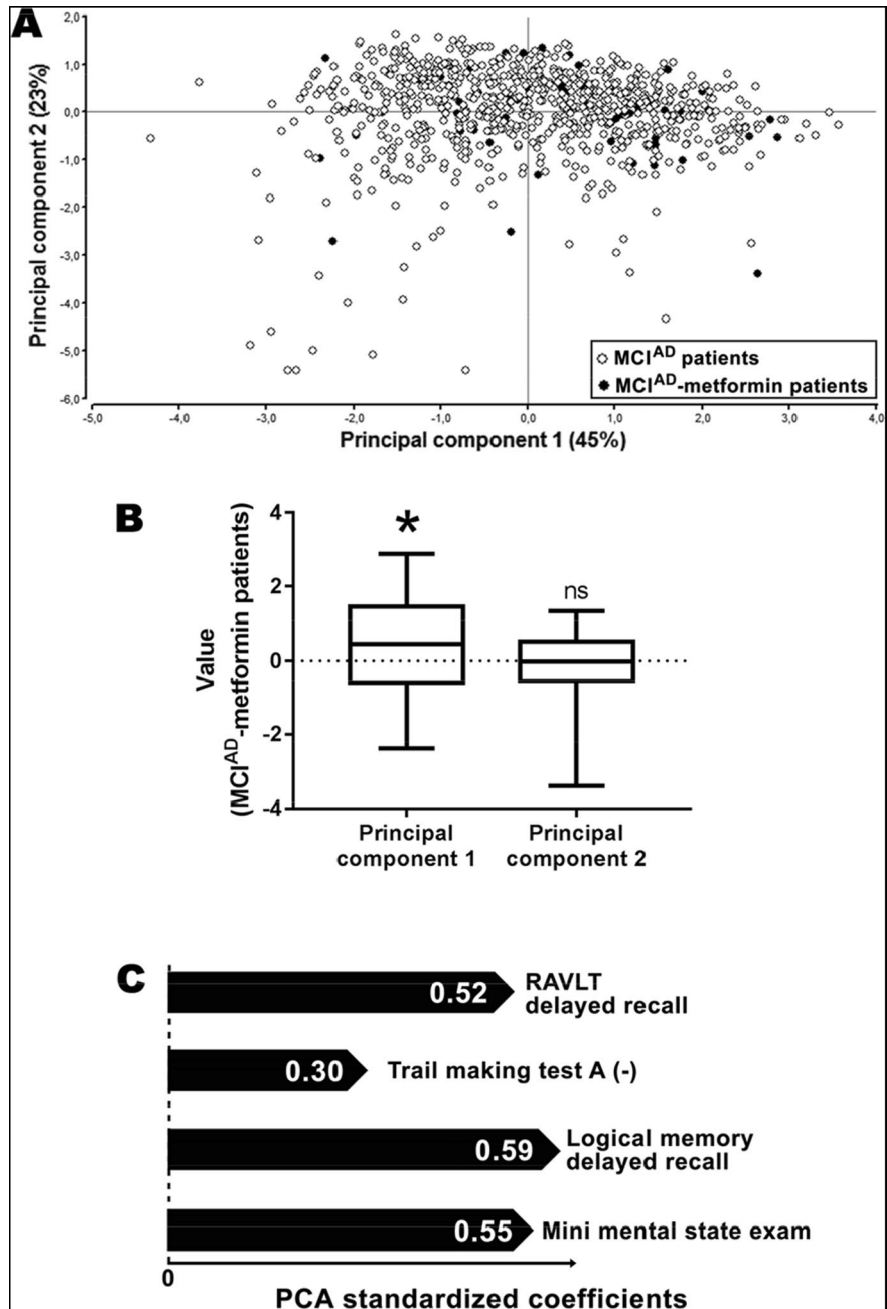 A
2,0
1,0
0,0
-1,0
-2,0
-3,0
-4,0
-5,0
-6,0
Principal component 2 (23%)
MCI^AD patients
MCI^AD-metformin patients
-5,0 -4,0 -3,0 -2,0 -1,0 0,0 1,0 2,0 3,0 4,0
Principal component 1 (45%)
B
Value
(MCI^AD-metformin patients)
4
2
0
-2
-4
*
ns
Principal
component 1
Principal
component 2
C
0.52
RAVLT
delayed recall
0.30 Trail making test A (-)
0.59
Logical memory
delayed recall
0.55 Mini mental state exam
0
PCA standardized coefficients